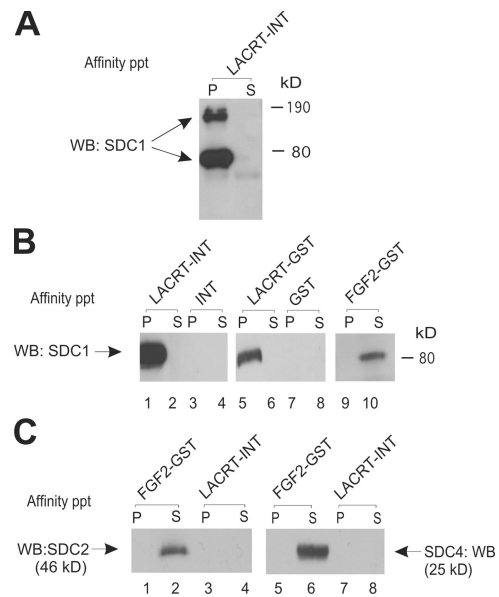 A
LACRT-INT
Affinity ppt
P S
kD
190
WB: SDC1
80
B
LACRT-INT
INT
LACRT-GST
GST
FGF2-GST
Affinity ppt
P S P S P S P S P S
kD
WB: SDC1
80
1 2 3 4 5 6 7 8 9 10
C
FGF2-GST
LACRT-INT
FGF2-GST
LACRT-INT
Affinity ppt
P S P S P S P S
WB:SDC2
(46 kD)
SDC4: WB
(25 kD)
1 2 3 4 5 6 7 8